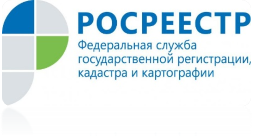 РОСРЕЕСТР
Федеральная служба
государственной регистрации,
кадастра и картографии